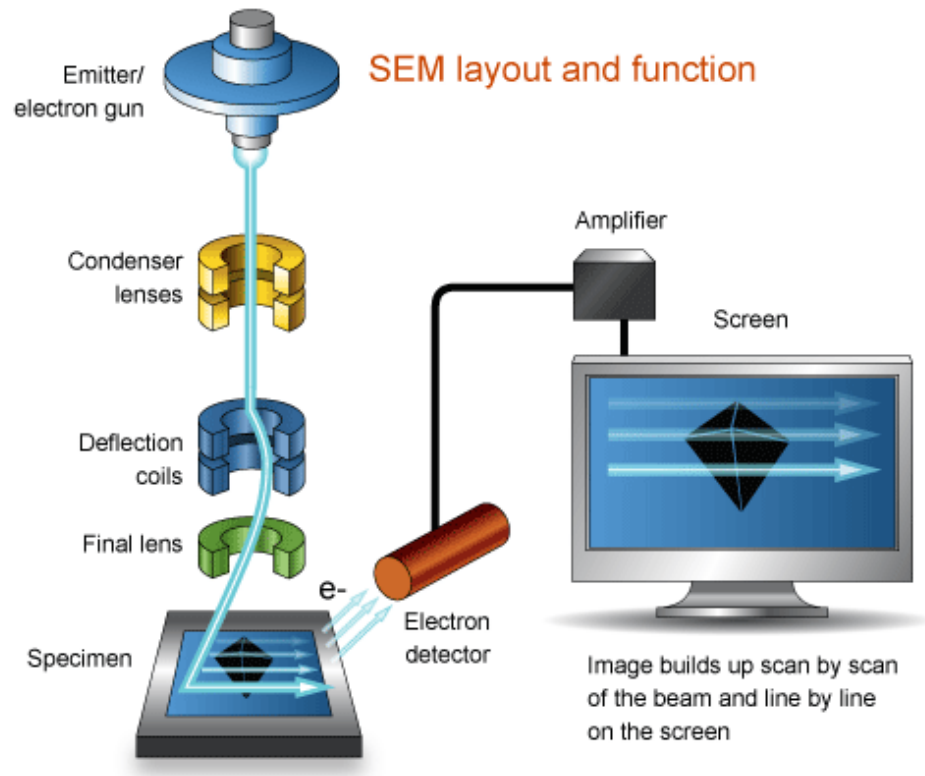 SEM layout and function
Emitter/
electron gun
Condenser
lenses
Deflection
coils
Final lens
Specimen
e-
Electron
detector
Amplifier
Screen
Image builds up scan by scan
of the beam and line by line
on the screen